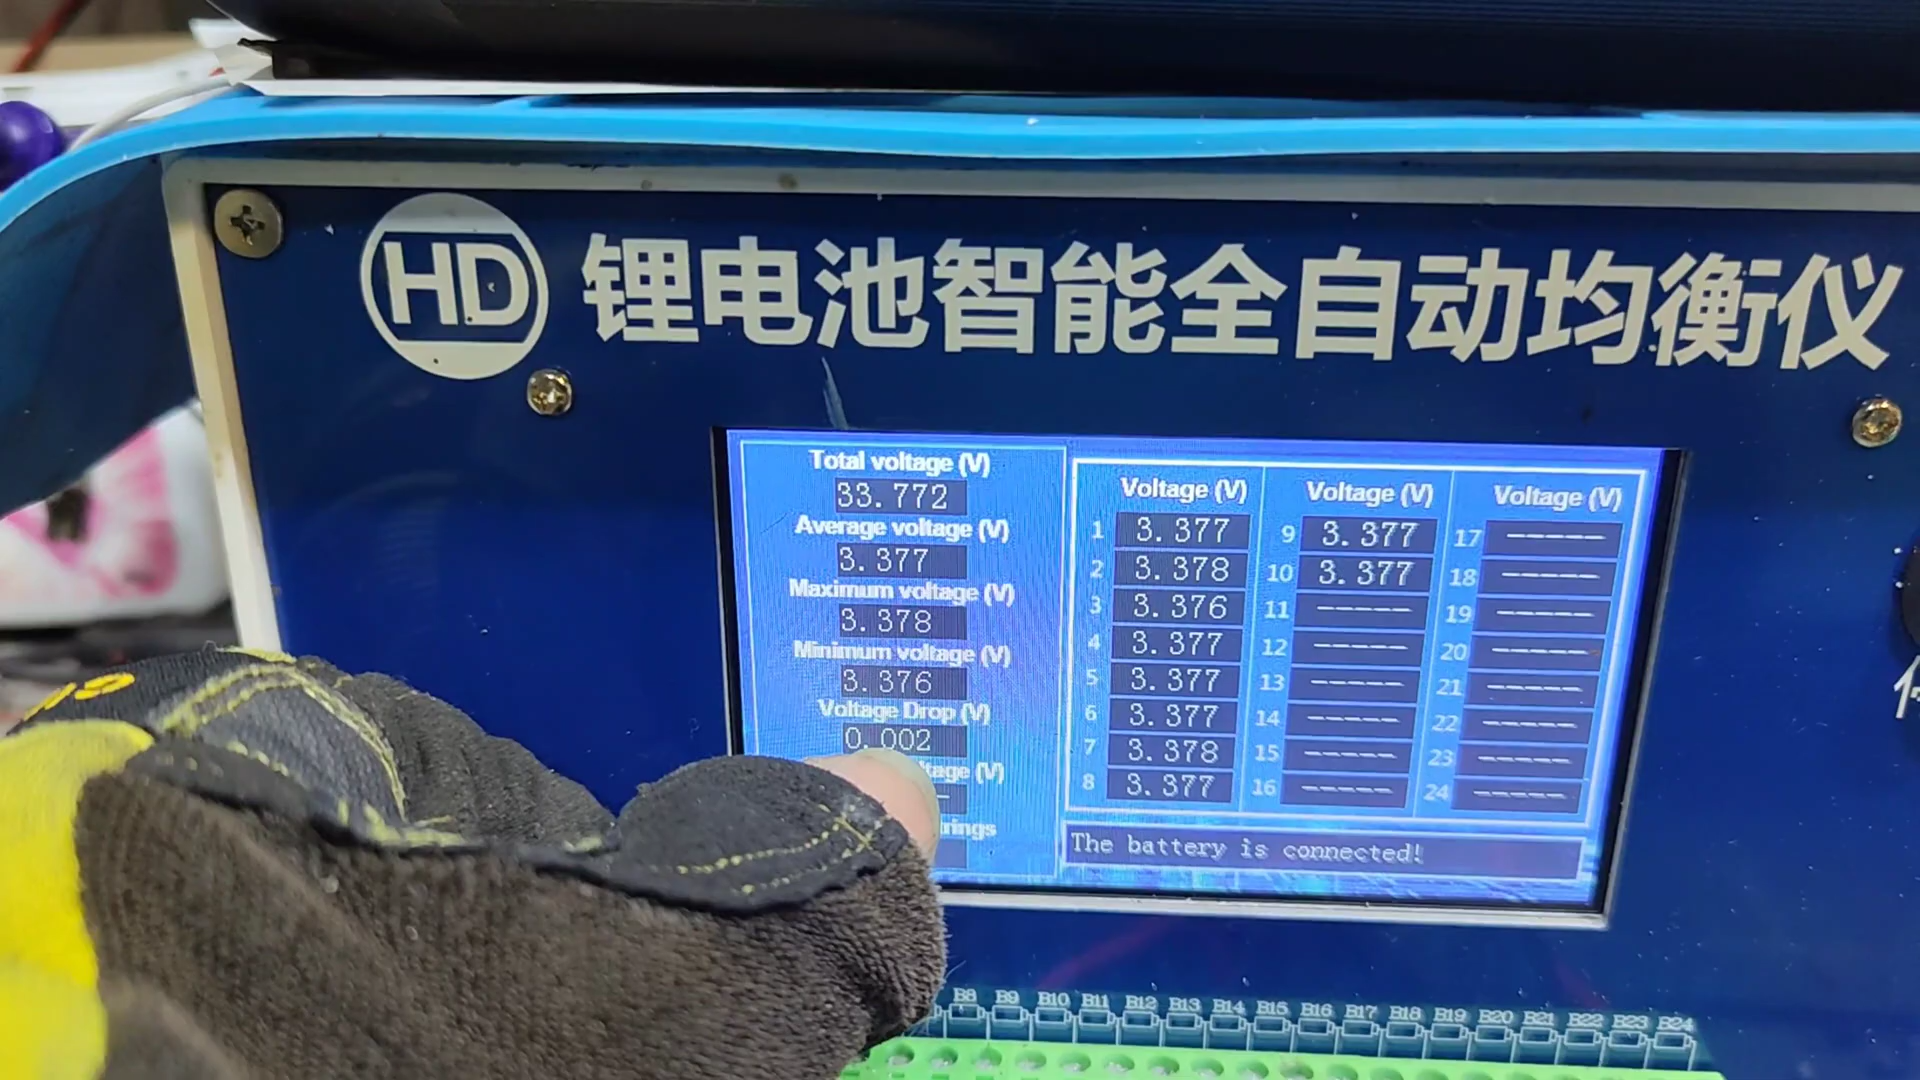 HD 锂电池智能全自动均衡仪
Total voltage (V)
33.772
Average voltage (V)
3.377
Maximum voltage (V)
3.378
Minimum voltage (V)
3.376
Voltage Drop (V)
0.002
tage (V)
rings
Voltage (V) Voltage (V) Voltage (V)
1 3.377 9 3.377 17 -----
2 3.378 10 3.377 18 -----
3 3.376 11 ----- 19 -----
4 3.377 12 ----- 20 -----
5 3.377 13 ----- 21 -----
6 3.377 14 ----- 22 -----
7 3.378 15 ----- 23 -----
8 3.377 16 ----- 24 -----
The battery is connected!
B8 B9 B10 B11 B12 B13 B14 B15 B16 B17 B18 B19 B20 B21 B22 B23 B24